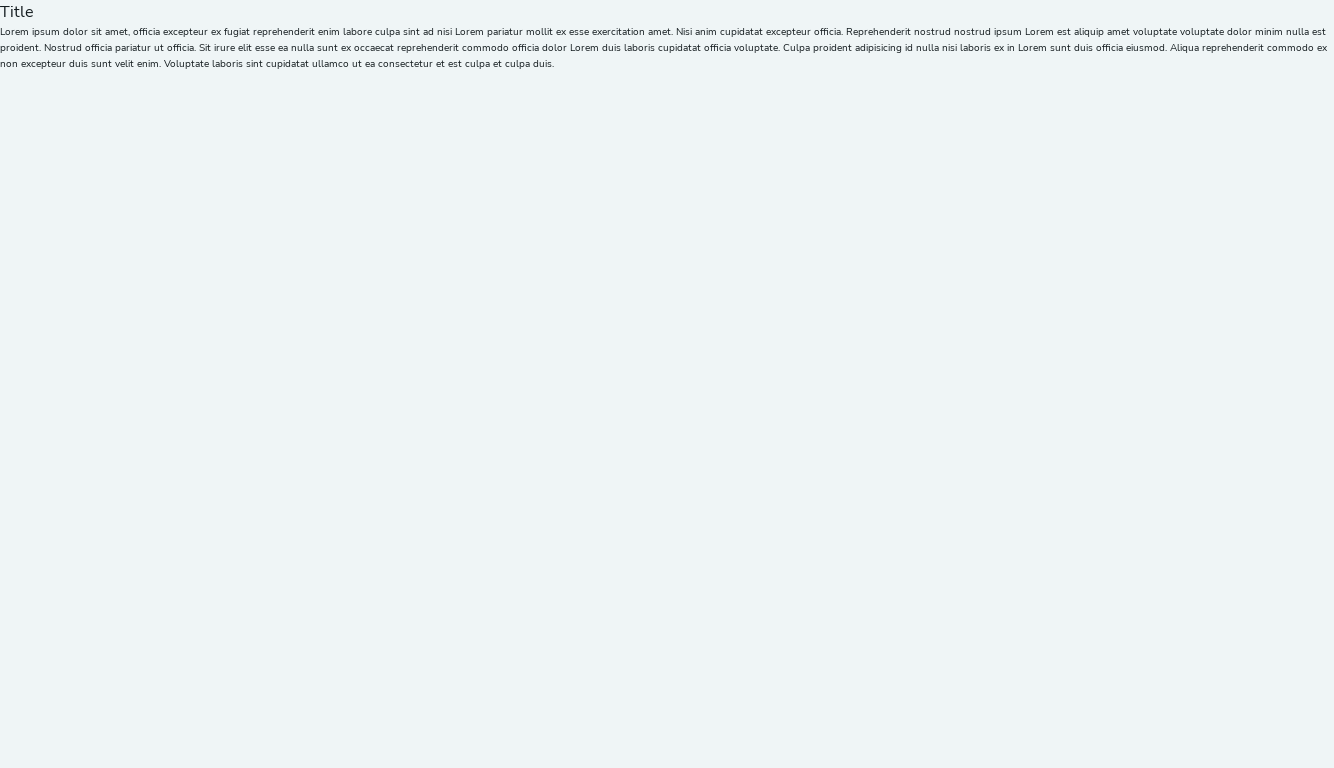 Title
Lorem ipsum dolor sit amet, officia excepteur ex fugiat reprehenderit enim labore culpa sint ad nisi Lorem pariatur mollit ex esse exercitation amet. Nisi anim cupidatat excepteur officia. Reprehenderit nostrud nostrud ipsum Lorem est aliquip amet voluptate voluptate dolor minim nulla est
proident. Nostrud officia pariatur ut officia. Sit irure elit esse ea nulla sunt ex occaecat reprehenderit commodo officia dolor Lorem duis laboris cupidatat officia voluptate. Culpa proident adipisicing id nulla nisi laboris ex in Lorem sunt duis officia eiusmod. Aliqua reprehenderit commodo ex
non excepteur duis sunt velit enim. Voluptate laboris sint cupidatat ullamco ut ea consectetur et est culpa et culpa duis.